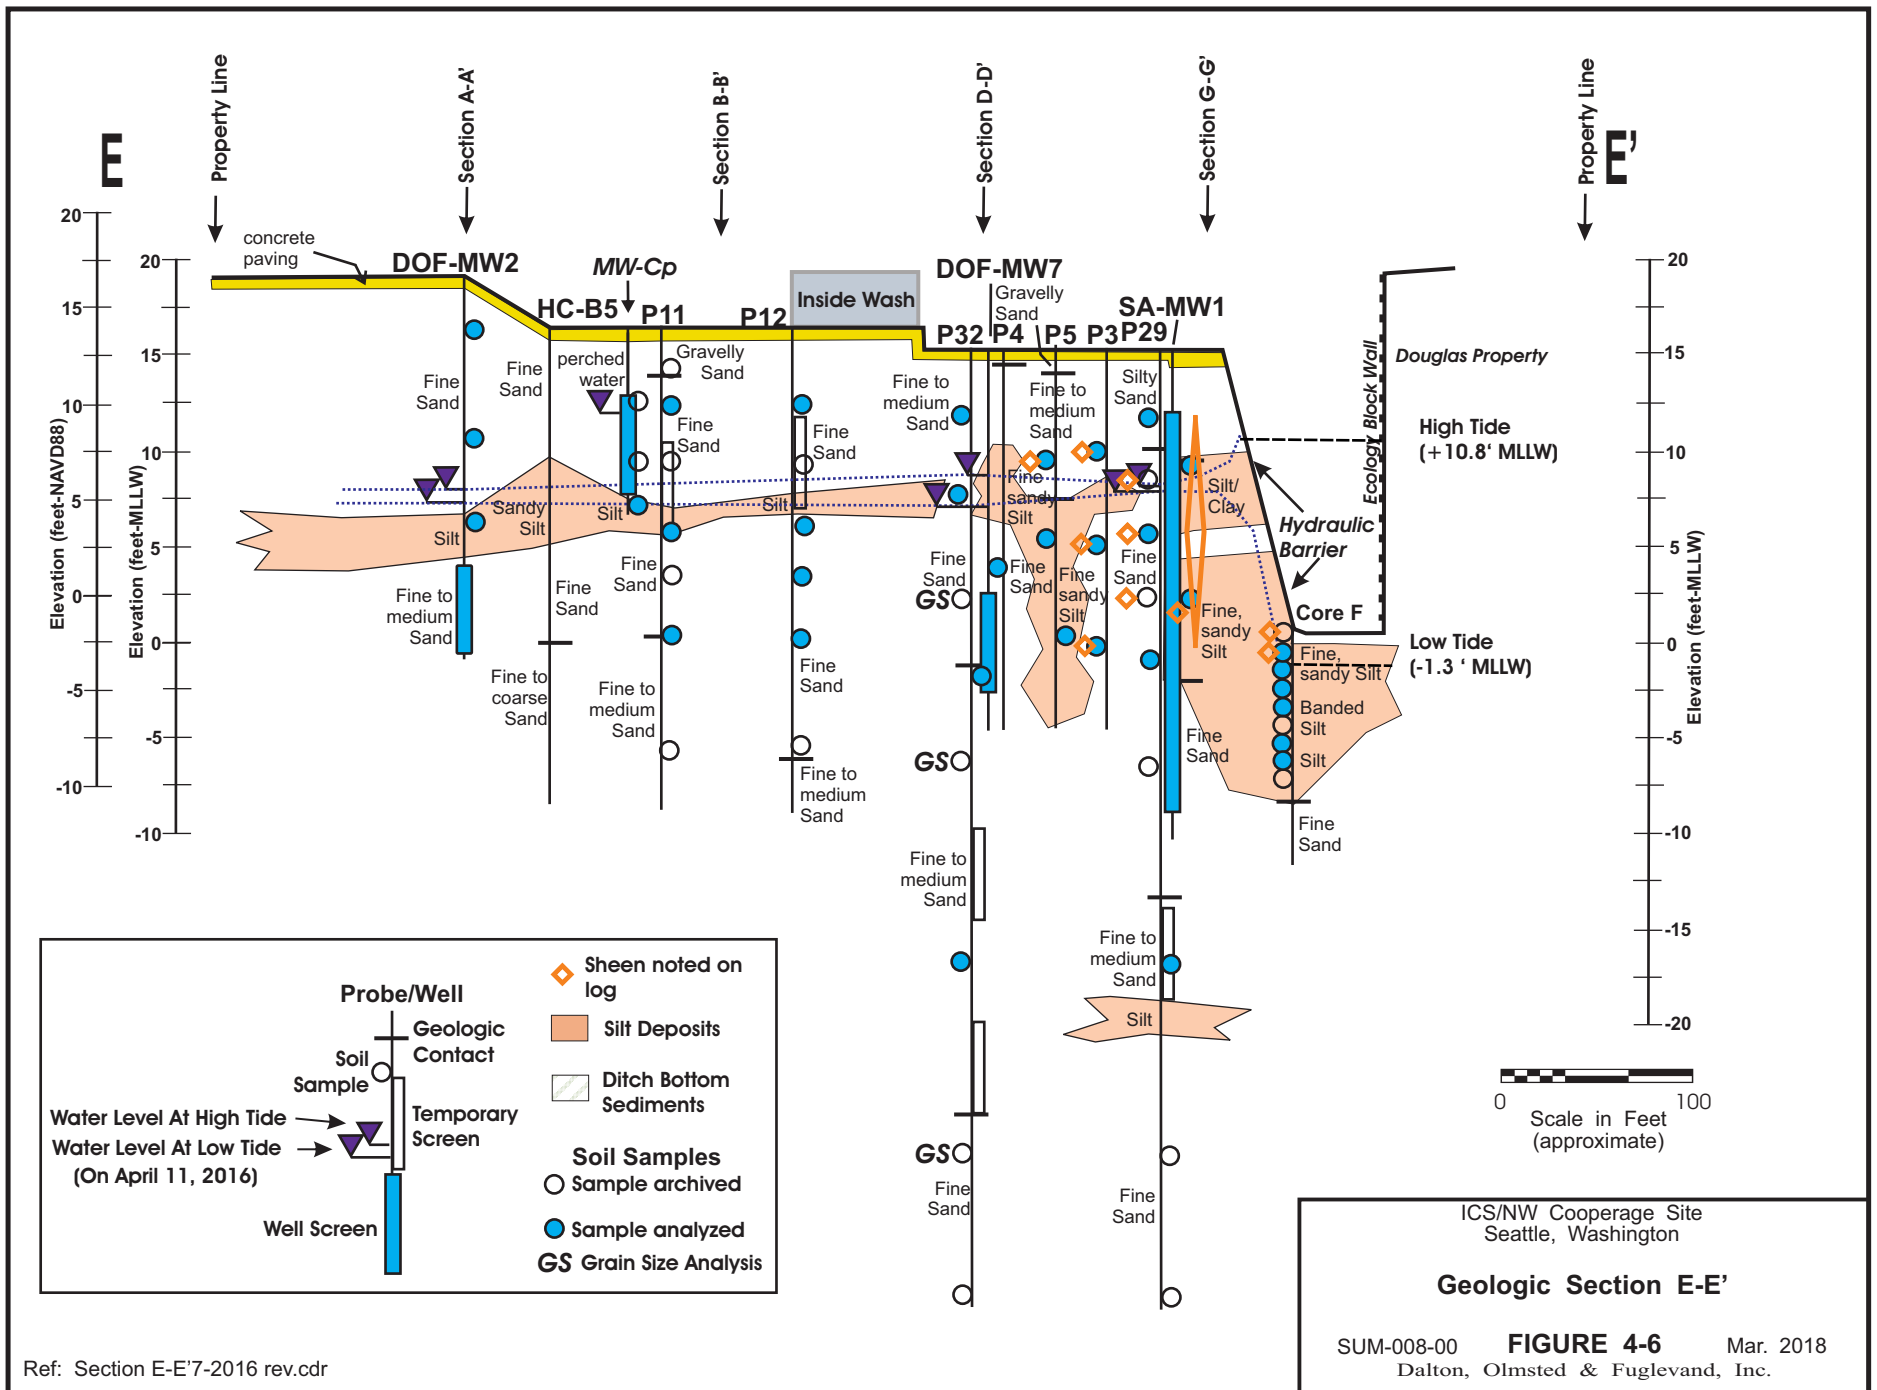 E
Property Line
Section A-A'
Section B-B'
Section D-D'
Section G-G'
Property Line
E'
concrete
paving
DOF-MW2
MW-Cp
HC-B5
P11
P12
Inside Wash
DOF-MW7
Gravelly
Sand
P32
P4
P5
P3
P29
SA-MW1
Elevation (feet-NAVD88)
20
15
10
5
0
-5
-10
Elevation (feet-MLLW)
20
15
10
5
0
-5
-10
Fine
Sand
Silt
Fine to
medium
Sand
Fine
Sand
Sandy
Silt
Fine
Sand
Fine to
coarse
Sand
perched
water
Silt
Gravelly
Sand
Fine
Sand
Fine
Sand
Fine to
medium
Sand
Fine
Sand
Silt
Fine
Sand
Fine to
medium
Sand
Fine to
medium
Sand
Fine
Sand
GS
GS
Fine to
medium
Sand
GS
Fine
Sand
Fine
sandy
Silt
Fine
Sand
Fine to
medium
Sand
Fine
sandy
Silt
Silty
Sand
Fine
Sand
Silt/
Clay
Fine,
sandy
Silt
Fine
Sand
Fine to
medium
Sand
Silt
Fine
Sand
Hydraulic
Barrier
Core F
Fine,
sandy Silt
Banded
Silt
Silt
Fine
Sand
Ecology Block Wall
Douglas Property
High Tide
(+10.8' MLLW)
Low Tide
(-1.3 ' MLLW)
20
15
10
5
0
-5
-10
-15
-20
Elevation (feet-MLLW)
0
100
Scale in Feet
(approximate)
Probe/Well
Geologic
Contact
Soil
Sample
Water Level At High Tide
Water Level At Low Tide
(On April 11, 2016)
Temporary
Screen
Well Screen
Sheen noted on
log
Silt Deposits
Ditch Bottom
Sediments
Soil Samples
Sample archived
Sample analyzed
GS Grain Size Analysis
ICS/NW Cooperage Site
Seattle, Washington
Geologic Section E-E'
SUM-008-00 FIGURE 4-6 Mar. 2018
Dalton, Olmsted & Fuglevand, Inc.
Ref: Section E-E'7-2016 rev.cdr